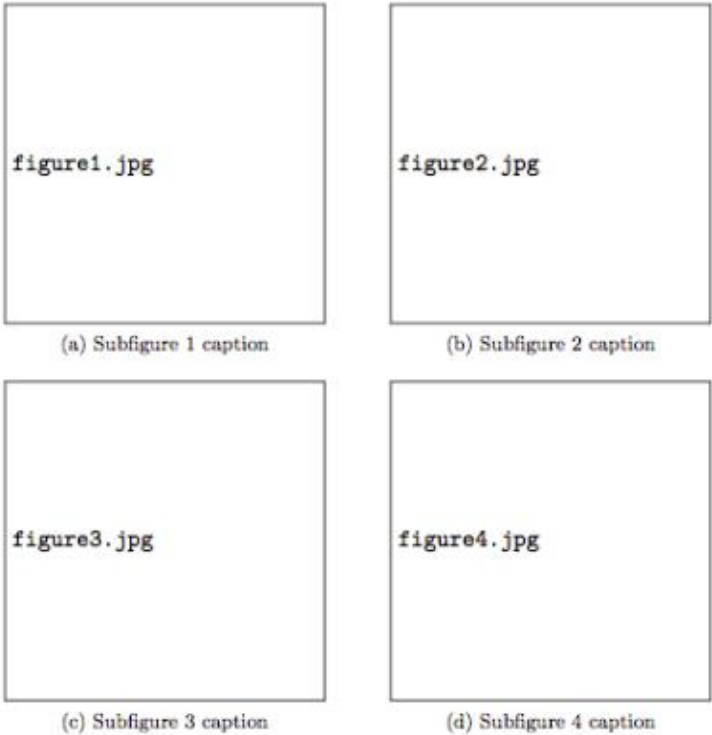 figure1.jpg
figure2.jpg
(a) Subfigure 1 caption
(b) Subfigure 2 caption
figure3.jpg
figure4.jpg
(c) Subfigure 3 caption
(d) Subfigure 4 caption